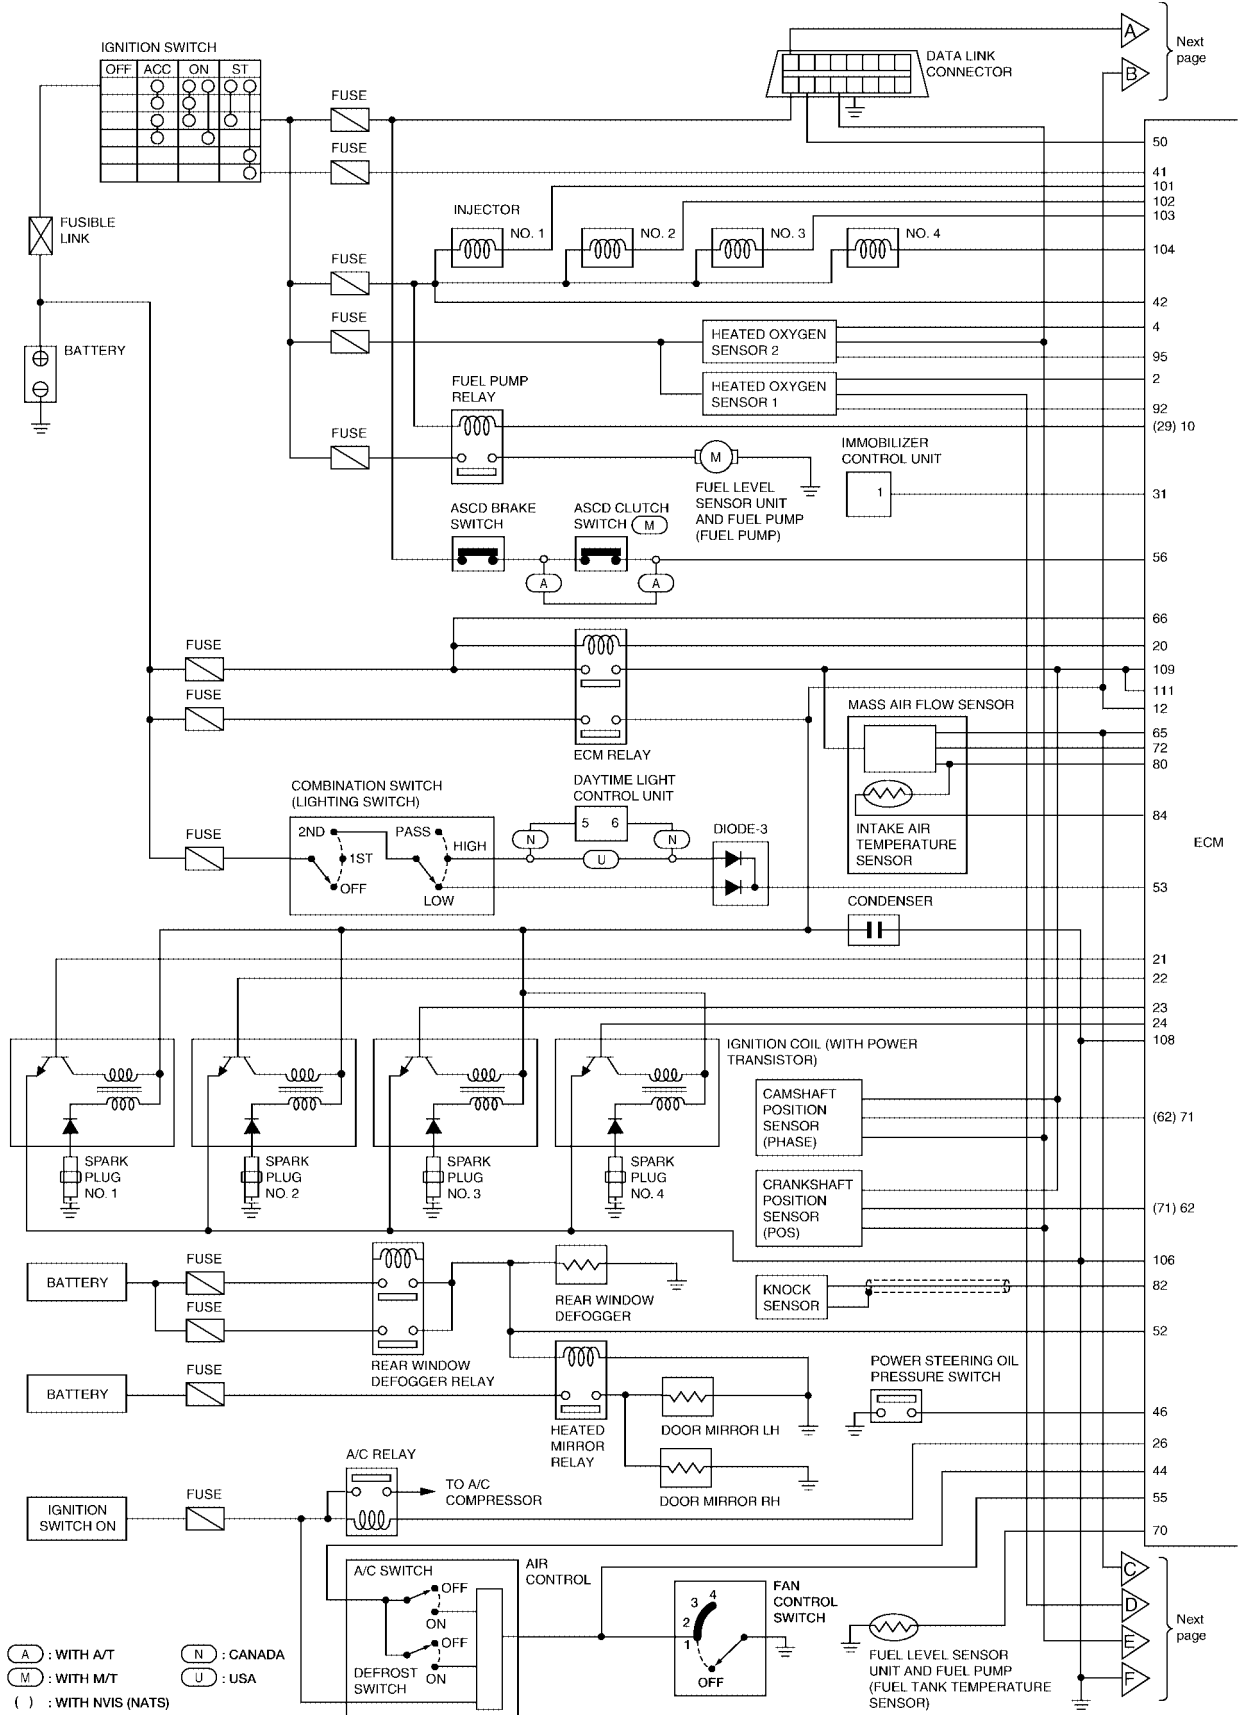 IGNITION SWITCH
OFF ACC ON ST
FUSE
FUSE
DATA LINK
CONNECTOR
A
B
Next
page
50
41
101
102
103
104
42
4
95
2
92
(29) 10
31
56
66
20
109
111
12
65
72
80
84
ECM
53
21
22
23
24
108
(62) 71
(71) 62
106
82
52
46
26
44
55
70
FUSIBLE
LINK
BATTERY
INJECTOR
NO. 1
NO. 2
NO. 3
NO. 4
FUSE
FUSE
HEATED OXYGEN
SENSOR 2
HEATED OXYGEN
SENSOR 1
FUEL PUMP
RELAY
FUSE
M
FUEL LEVEL
SENSOR UNIT
AND FUEL PUMP
(FUEL PUMP)
IMMOBILIZER
CONTROL UNIT
1
ASCD BRAKE
SWITCH
ASCD CLUTCH
SWITCH M
A
A
FUSE
FUSE
ECM RELAY
MASS AIR FLOW SENSOR
INTAKE AIR
TEMPERATURE
SENSOR
COMBINATION SWITCH
(LIGHTING SWITCH)
FUSE
2ND
1ST
OFF
PASS
HIGH
LOW
DAYTIME LIGHT
CONTROL UNIT
5 6
N
N
U
DIODE-3
CONDENSER
IGNITION COIL (WITH POWER
TRANSISTOR)
SPARK
PLUG
NO. 1
SPARK
PLUG
NO. 2
SPARK
PLUG
NO. 3
SPARK
PLUG
NO. 4
CAMSHAFT
POSITION
SENSOR
(PHASE)
CRANKSHAFT
POSITION
SENSOR
(POS)
BATTERY
FUSE
FUSE
REAR WINDOW
DEFOGGER RELAY
REAR WINDOW
DEFOGGER
KNOCK
SENSOR
BATTERY
FUSE
HEATED
MIRROR
RELAY
DOOR MIRROR LH
DOOR MIRROR RH
POWER STEERING OIL
PRESSURE SWITCH
IGNITION
SWITCH ON
FUSE
A/C RELAY
TO A/C
COMPRESSOR
A/C SWITCH
OFF
ON
OFF
ON
DEFROST
SWITCH
AIR
CONTROL
FAN
CONTROL
SWITCH
4
3
2
1
OFF
FUEL LEVEL SENSOR
UNIT AND FUEL PUMP
(FUEL TANK TEMPERATURE
SENSOR)
C
D
E
F
Next
page
A : WITH A/T
M : WITH M/T
( ) : WITH NVIS (NATS)
N : CANADA
U : USA